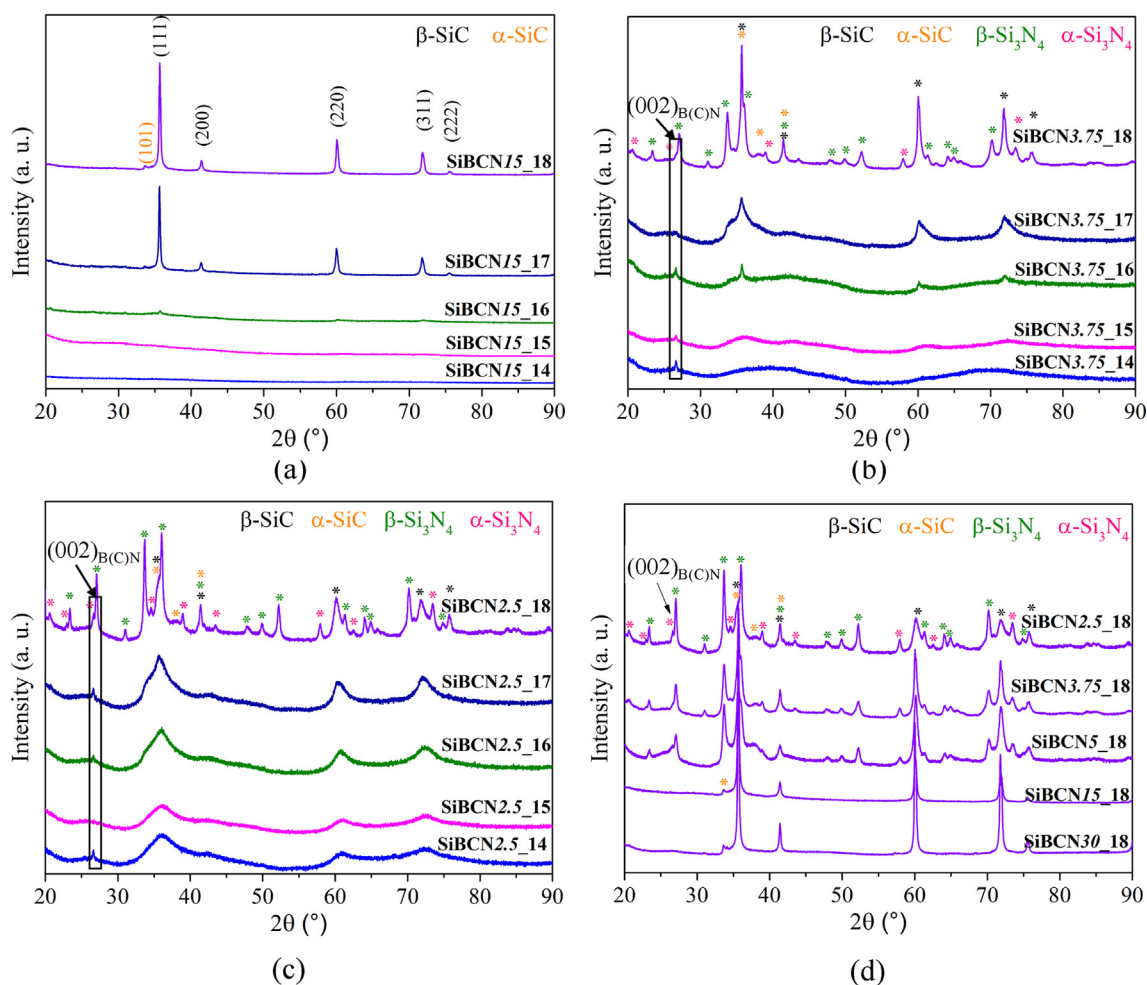 β-SiC α-SiC
(111)
(101)
(200)
(220)
(311)
(222)
SiBCN15_18
SiBCN15_17
SiBCN15_16
SiBCN15_15
SiBCN15_14
Intensity (a. u.)
20 30 40 50 60 70 80 90
2θ (°)
(a)
β-SiC α-SiC β-Si₃N₄ α-Si₃N₄
(002)B(C)N
SiBCN3.75_18
SiBCN3.75_17
SiBCN3.75_16
SiBCN3.75_15
SiBCN3.75_14
Intensity (a. u.)
20 30 40 50 60 70 80 90
2θ (°)
(b)
β-SiC α-SiC β-Si₃N₄ α-Si₃N₄
(002)B(C)N
SiBCN2.5_18
SiBCN2.5_17
SiBCN2.5_16
SiBCN2.5_15
SiBCN2.5_14
Intensity (a. u.)
20 30 40 50 60 70 80 90
2θ (°)
(c)
β-SiC α-SiC β-Si₃N₄ α-Si₃N₄
(002)B(C)N
SiBCN2.5_18
SiBCN3.75_18
SiBCN5_18
SiBCN15_18
SiBCN30_18
Intensity (a. u.)
20 30 40 50 60 70 80 90
2θ (°)
(d)